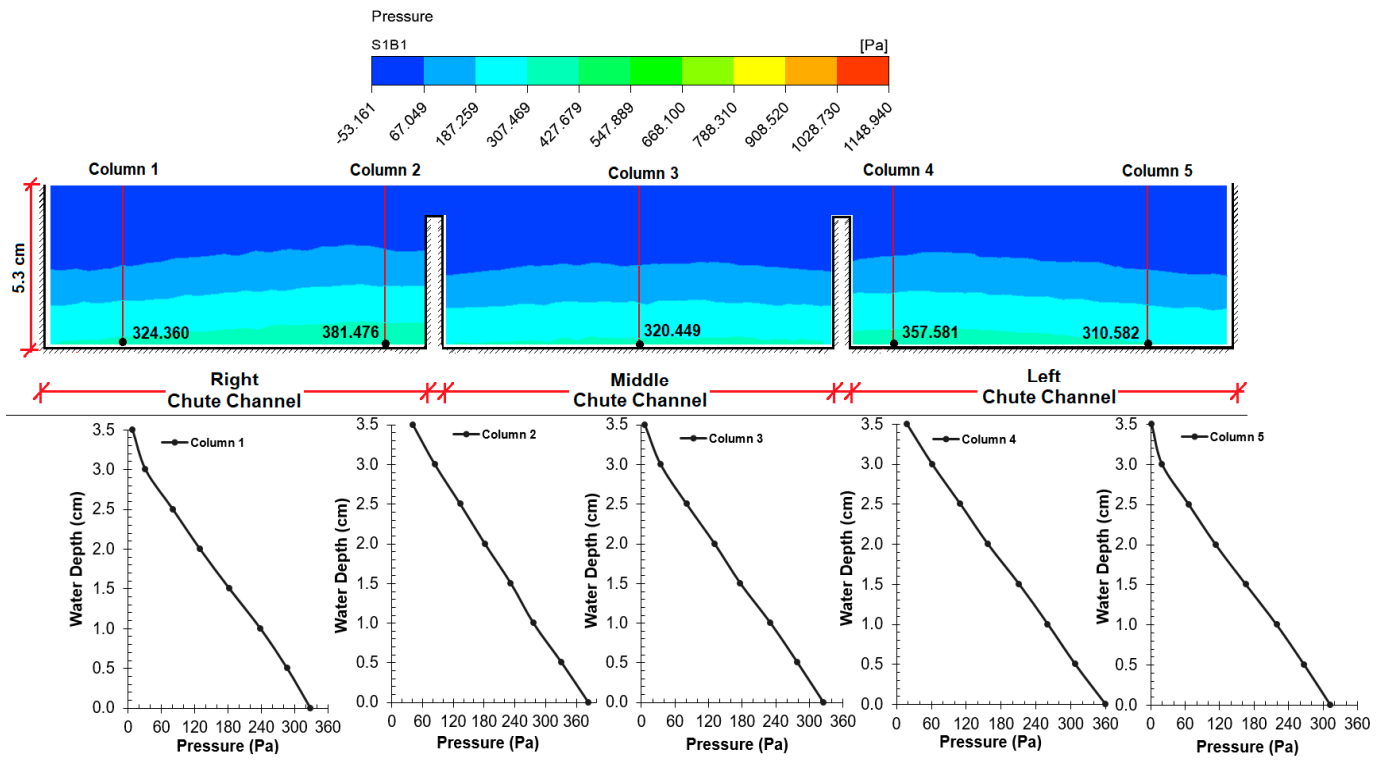 Pressure
S1B1 [Pa]
-53.161 67.049 187.259 307.469 427.679 547.889 668.100 788.310 908.520 1028.730 1148.940
Column 1 Column 2 Column 3 Column 4 Column 5
5.3 cm
324.360 381.476 320.449 357.581 310.582
Right
Chute Channel
Middle
Chute Channel
Left
Chute Channel
Column 1
Water Depth (cm)
3.5
3.0
2.5
2.0
1.5
1.0
0.5
0.0
0 60 120 180 240 300 360
Pressure (Pa)
Column 2
Water Depth (cm)
3.5
3.0
2.5
2.0
1.5
1.0
0.5
0.0
0 60 120 180 240 300 360
Pressure (Pa)
Column 3
Water Depth (cm)
3.5
3.0
2.5
2.0
1.5
1.0
0.5
0.0
0 60 120 180 240 300 360
Pressure (Pa)
Column 4
Water Depth (cm)
3.5
3.0
2.5
2.0
1.5
1.0
0.5
0.0
0 60 120 180 240 300 360
Pressure (Pa)
Column 5
Water Depth (cm)
3.5
3.0
2.5
2.0
1.5
1.0
0.5
0.0
0 60 120 180 240 300 360
Pressure (Pa)